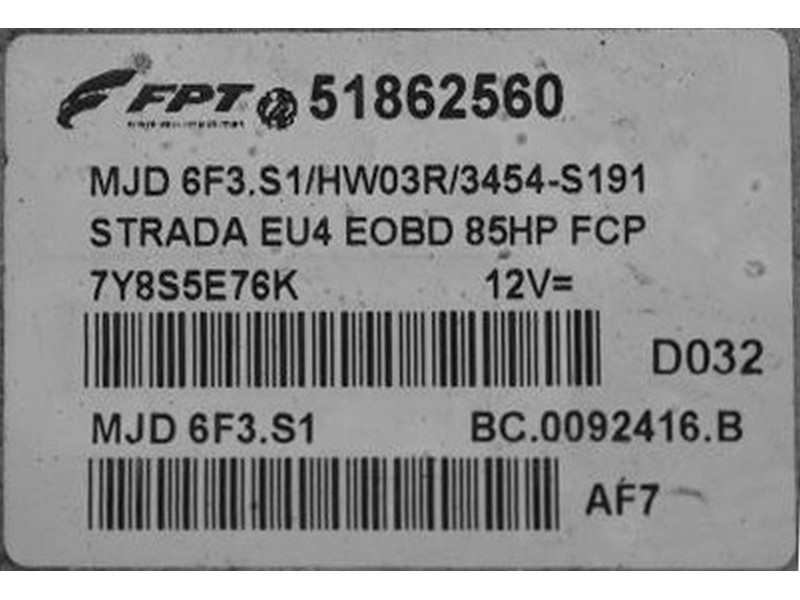 FPT 51862560
MJD 6F3.S1/HW03R/3454-S191
STRADA EU4 EOBD 85HP FCP
7Y8S5E76K 12V=
D032
MJD 6F3.S1 BC.0092416.B
AF7